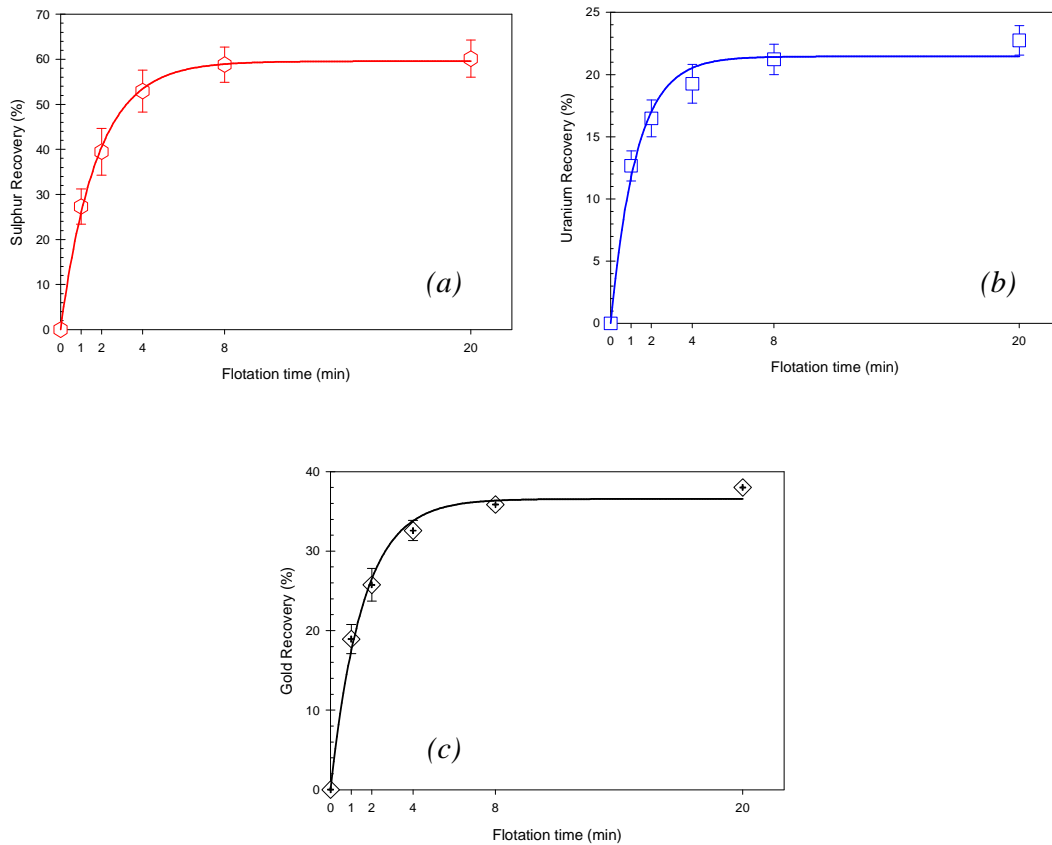 70
60
50
40
30
20
10
0
Sulphur Recovery (%)
(a)
0 1 2 4 8 20
Flotation time (min)
25
20
15
10
5
0
Uranium Recovery (%)
(b)
0 1 2 4 8 20
Flotation time (min)
40
30
20
10
0
Gold Recovery (%)
(c)
0 1 2 4 8 20
Flotation time (min)